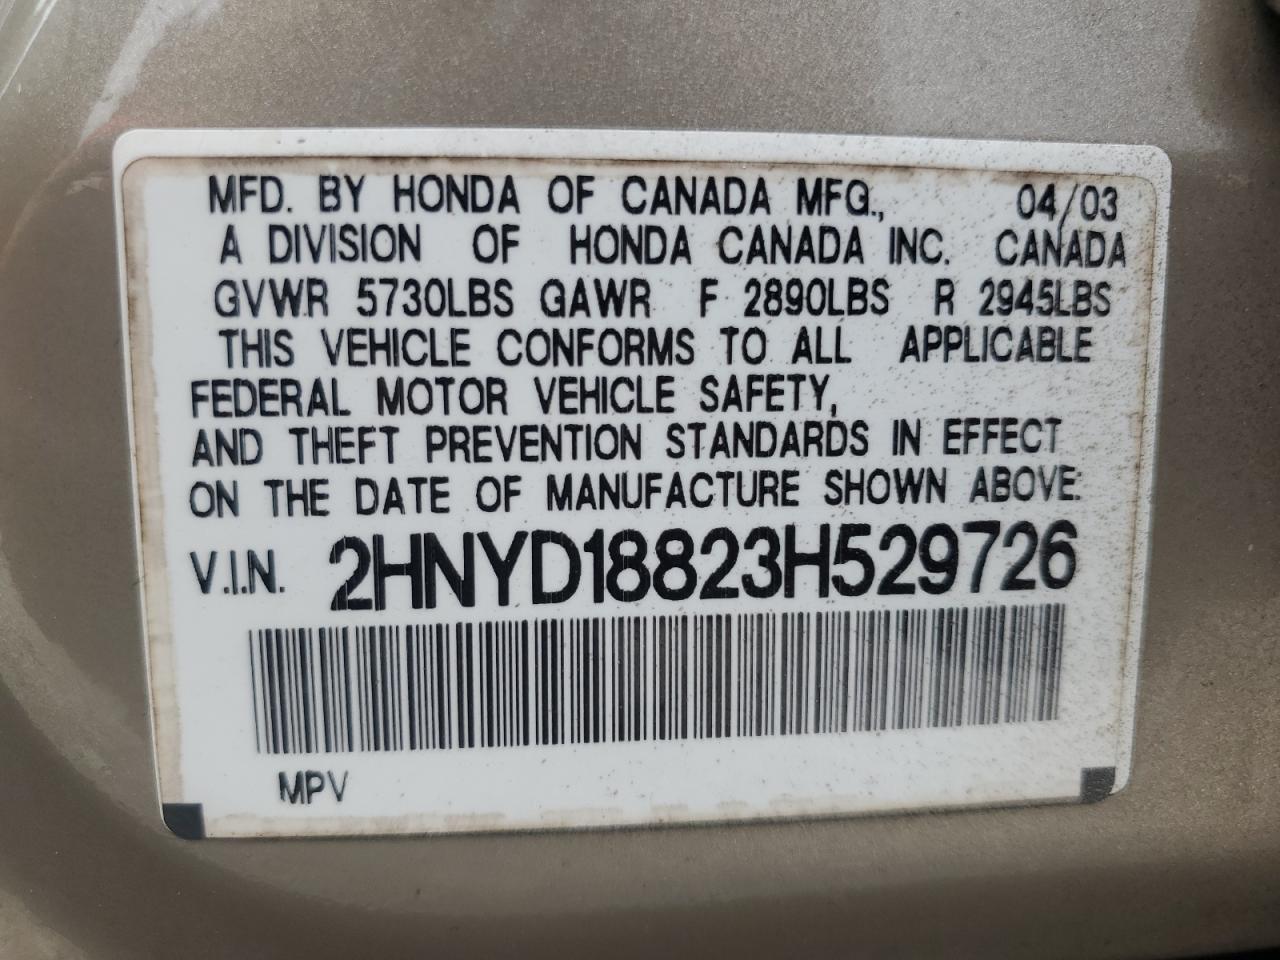 MFD. BY HONDA OF CANADA MFG., 04/03
A DIVISION OF HONDA CANADA INC. CANADA
GVWR 5730LBS GAWR F 2890LBS R 2945LBS
THIS VEHICLE CONFORMS TO ALL APPLICABLE
FEDERAL MOTOR VEHICLE SAFETY,
AND THEFT PREVENTION STANDARDS IN EFFECT
ON THE DATE OF MANUFACTURE SHOWN ABOVE:
V.I.N. 2HNYD18823H529726
MPV